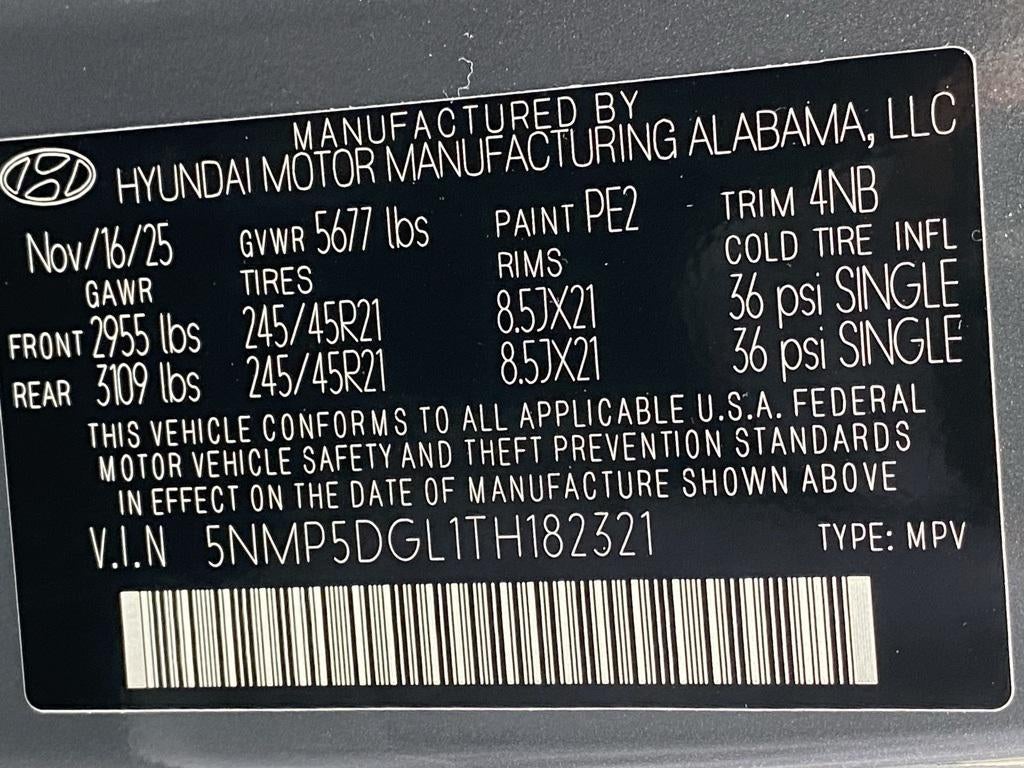 MANUFACTURED BY
HYUNDAI MOTOR MANUFACTURING ALABAMA, LLC
Nov/16/25 GVWR 5677 lbs PAINT PE2 TRIM 4NB
GAWR TIRES RIMS COLD TIRE INFL
FRONT 2955 lbs 245/45R21 8.5JX21 36 psi SINGLE
REAR 3109 lbs 245/45R21 8.5JX21 36 psi SINGLE
THIS VEHICLE CONFORMS TO ALL APPLICABLE U.S.A. FEDERAL
MOTOR VEHICLE SAFETY AND THEFT PREVENTION STANDARDS
IN EFFECT ON THE DATE OF MANUFACTURE SHOWN ABOVE
V.I.N 5NMP5DGL1TH182321 TYPE: MPV